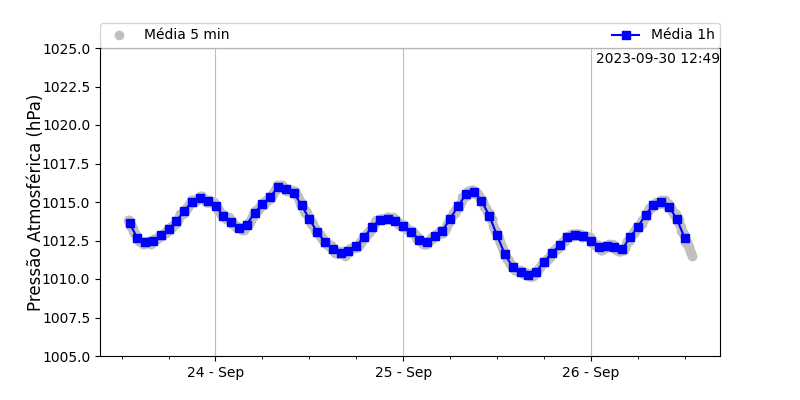 Média 5 min
Média 1h
2023-09-30 12:49
Pressão Atmosférica (hPa)
1025.0
1022.5
1020.0
1017.5
1015.0
1012.5
1010.0
1007.5
1005.0
24 - Sep
25 - Sep
26 - Sep